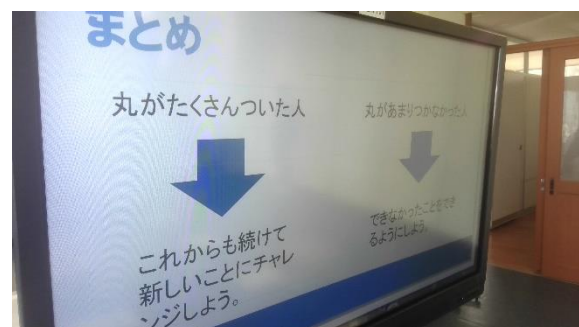 まとめ
丸がたくさんついた人
これからも続けて
新しいことにチャレ
ンジしよう。
丸があまりつかなかった人
できなかったことをでき
るようにしよう。